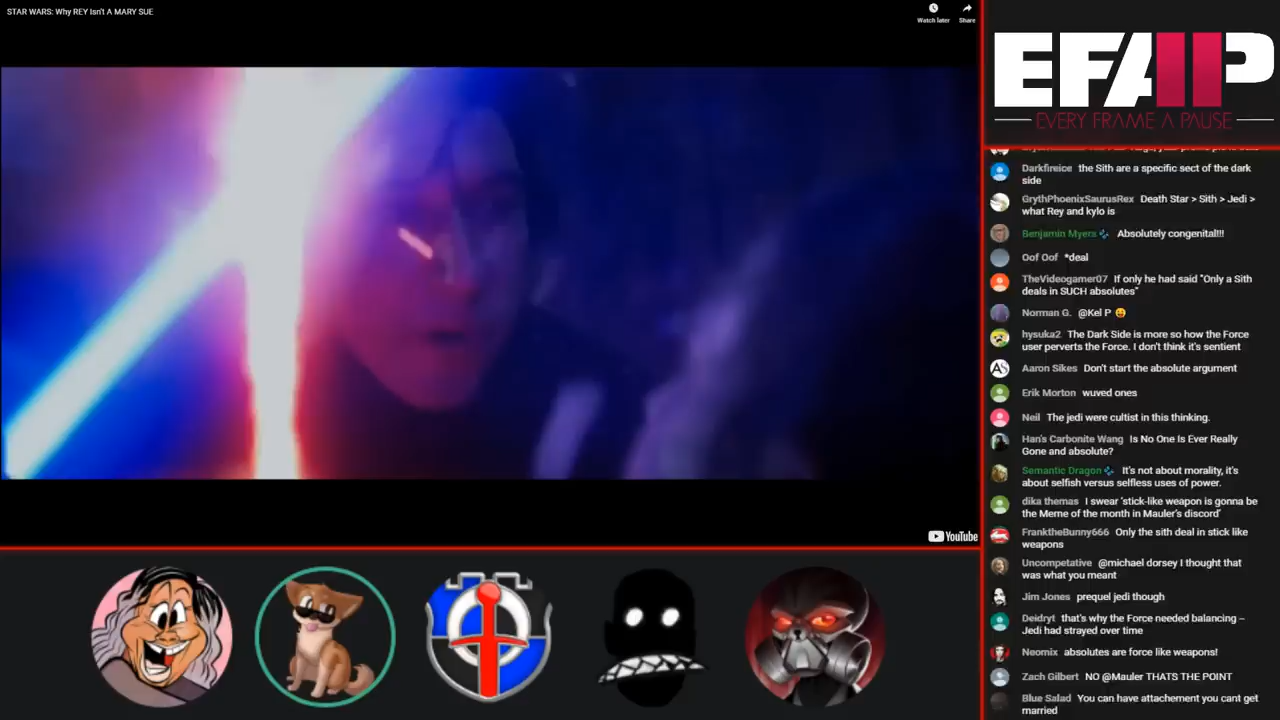 STAR WARS: Why REY Isn't A MARY SUE
Watch later
Share
YouTube
EFAP
EVERY FRAME A PAUSE
Darkfireice the Sith are a specific sect of the dark
side
GrythPhoenixSaurusRex Death Star > Sith > Jedi >
what Rey and kylo is
Benjamin Myers Absolutely congenital!!!
Oof Oof *deal
TheVideogamer07 If only he had said "Only a Sith
deals in SUCH absolutes"
Norman G. @Kel P
hysuka2 The Dark Side is more so how the Force
user perverts the Force. I don't think it's sentient
Aaron Sikes Don't start the absolute argument
Erik Morton wuved ones
Neil The jedi were cultist in this thinking.
Han's Carbonite Wang Is No One Is Ever Really
Gone and absolute?
Semantic Dragon It's not about morality, it's
about selfish versus selfless uses of power.
dika themas I swear 'stick-like weapon is gonna be
the Meme of the month in Mauler's discord'
FranktheBunny666 Only the sith deal in stick like
weapons
Uncompetative @michael dorsey I thought that
was what you meant
Jim Jones prequel jedi though
Deidryt that's why the Force needed balancing –
Jedi had strayed over time
Neomix absolutes are force like weapons!
Zach Gilbert NO @Mauler THATS THE POINT
Blue Salad You can have attachement you cant get
married